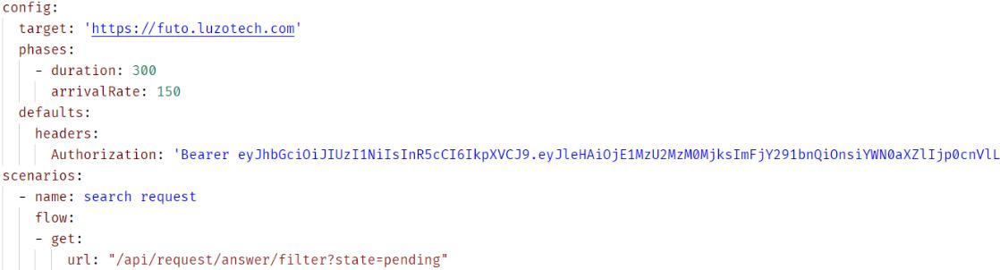 config:
target: 'https://futo.luzotech.com'
phases:
- duration: 300
arrivalRate: 150
defaults:
headers:
Authorization: 'Bearer eyJhbGciOiJIUzI1NiIsInR5cCI6IkpXVCJ9.eyJleHAiOjE1MzU2MzM0MjksImFjY291bnQiOnsiYWN0aXZlIjp0cnVlL
scenarios:
- name: search request
flow:
- get:
url: "/api/request/answer/filter?state=pending"